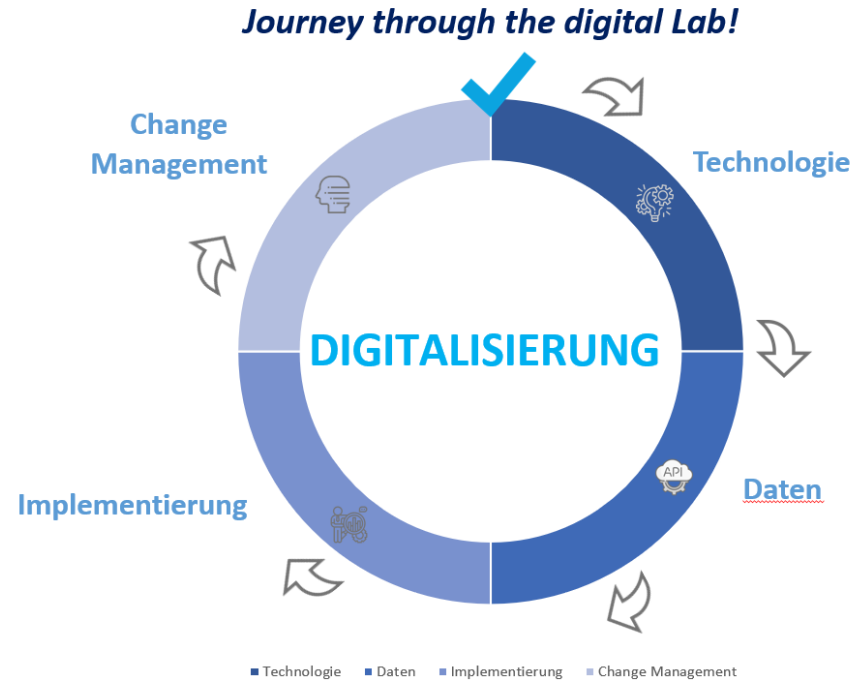 Journey through the digital Lab!
Change
Management
Technologie
DIGITALISIERUNG
API
Daten
Implementierung
Technologie Daten Implementierung Change Management